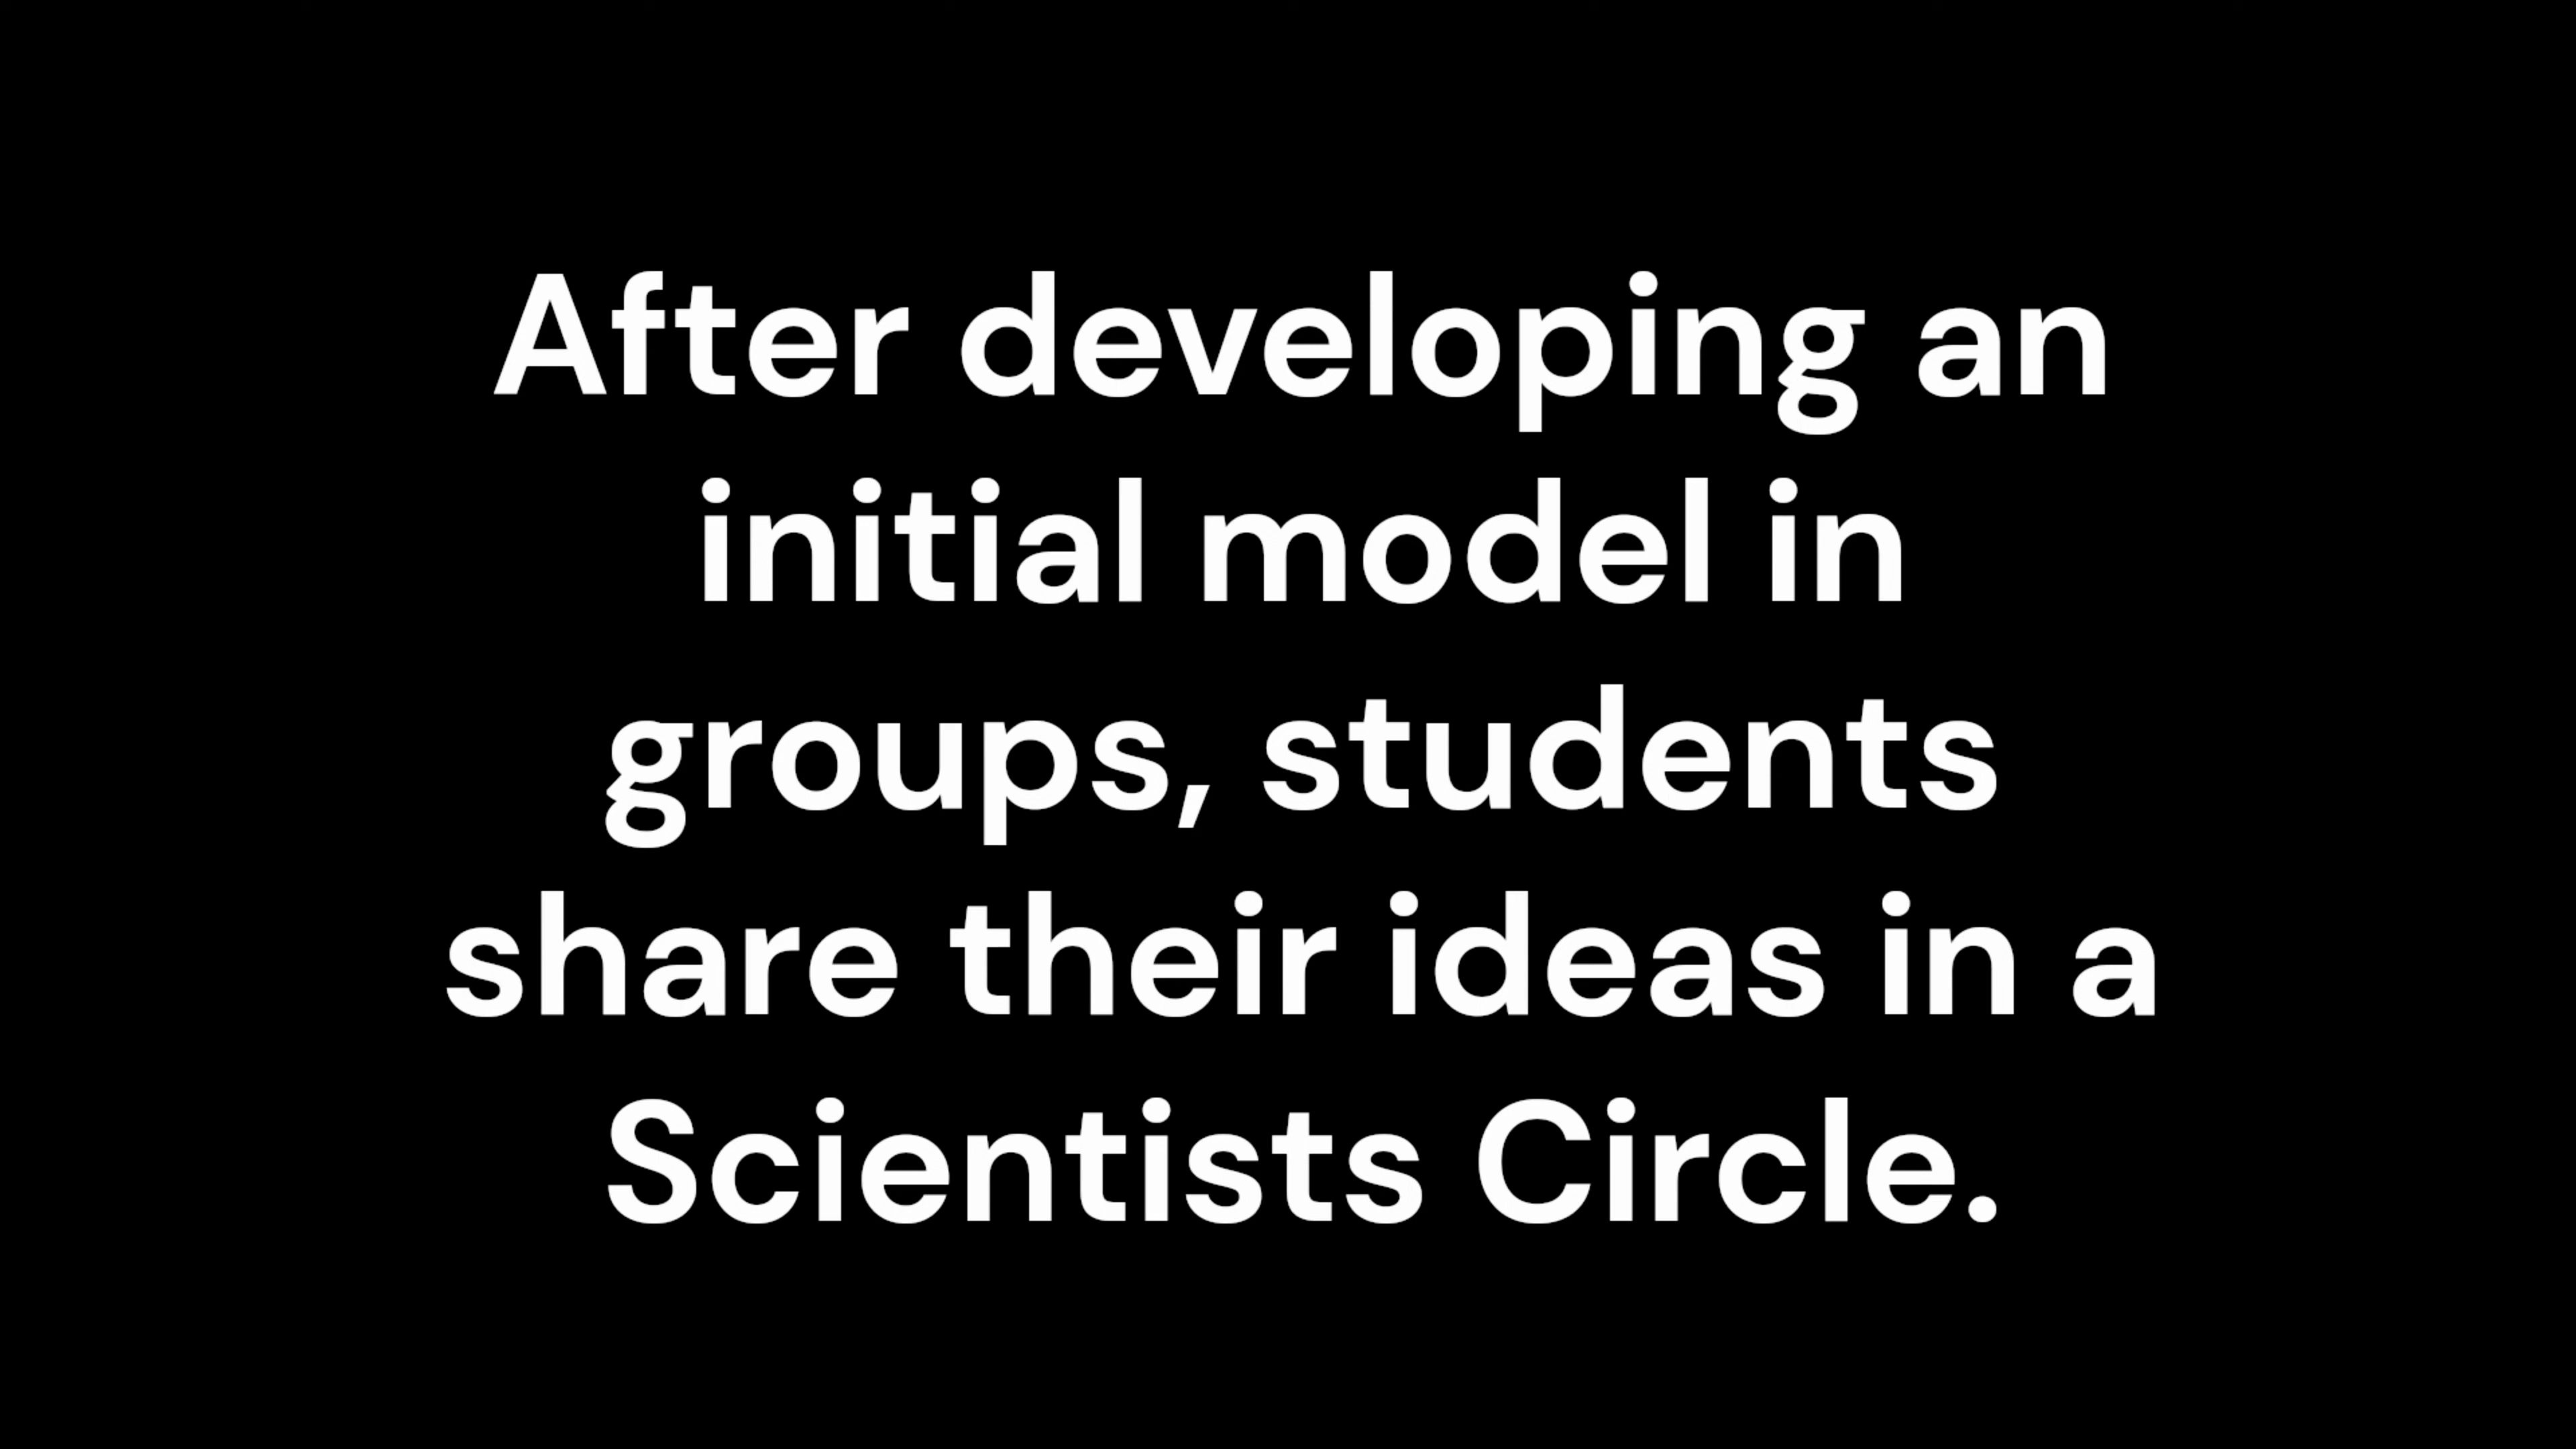 After developing an
initial model in
groups, students
share their ideas in a
Scientists Circle.